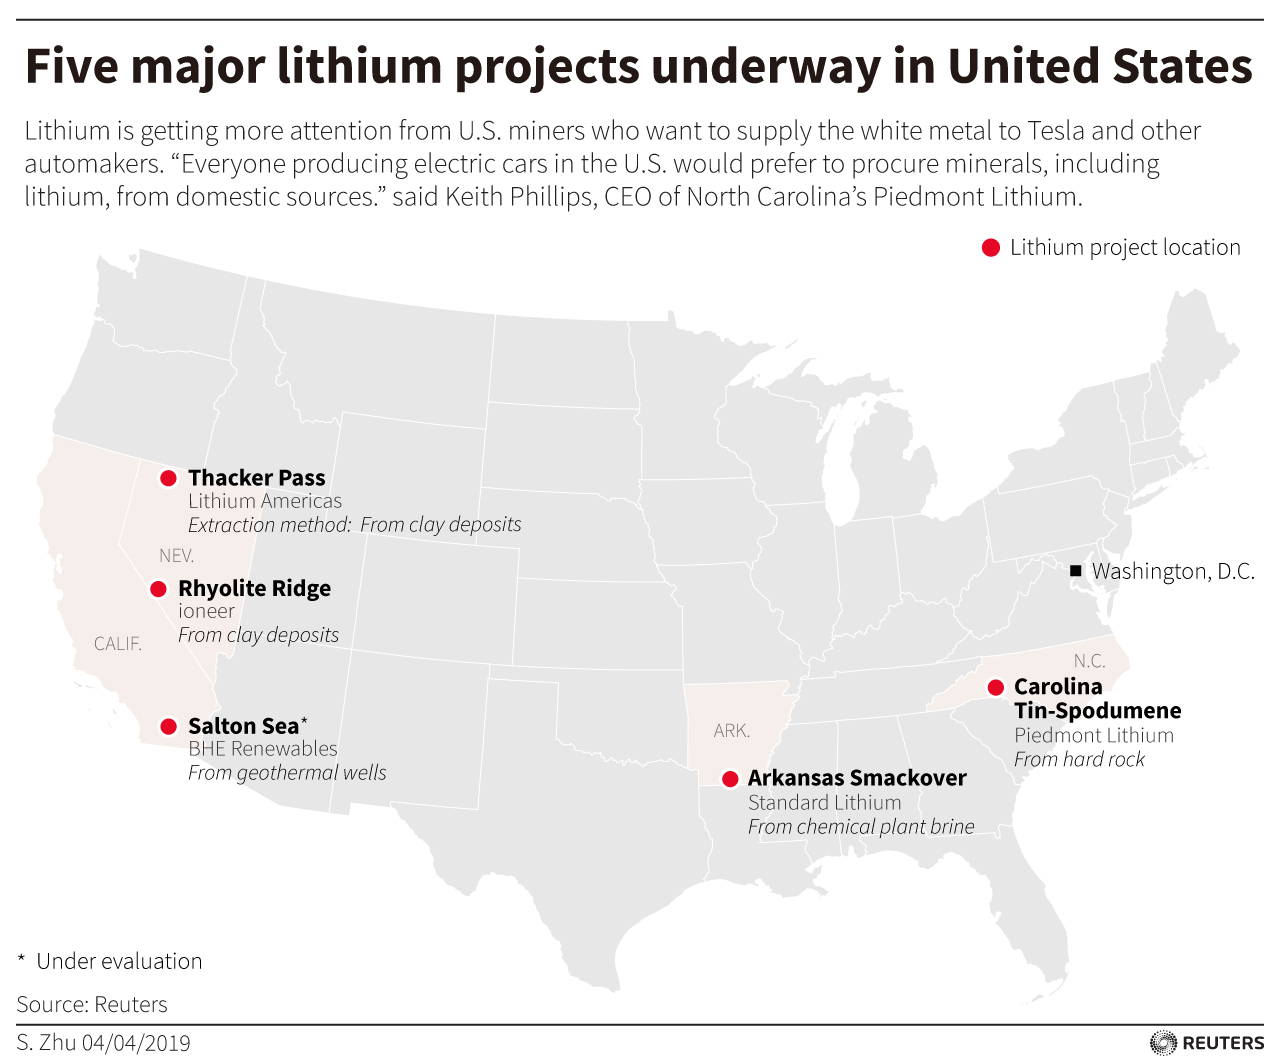 Five major lithium projects underway in United States
Lithium is getting more attention from U.S. miners who want to supply the white metal to Tesla and other
automakers. “Everyone producing electric cars in the U.S. would prefer to procure minerals, including
lithium, from domestic sources.” said Keith Phillips, CEO of North Carolina’s Piedmont Lithium.
Lithium project location
Thacker Pass
Lithium Americas
Extraction method:  From clay deposits
NEV.
Rhyolite Ridge
ioneer
From clay deposits
CALIF.
Salton Sea*
BHE Renewables
From geothermal wells
Washington, D.C.
N.C.
Carolina
Tin-Spodumene
Piedmont Lithium
From hard rock
ARK.
Arkansas Smackover
Standard Lithium
From chemical plant brine
* Under evaluation
Source: Reuters
S. Zhu 04/04/2019
REUTERS